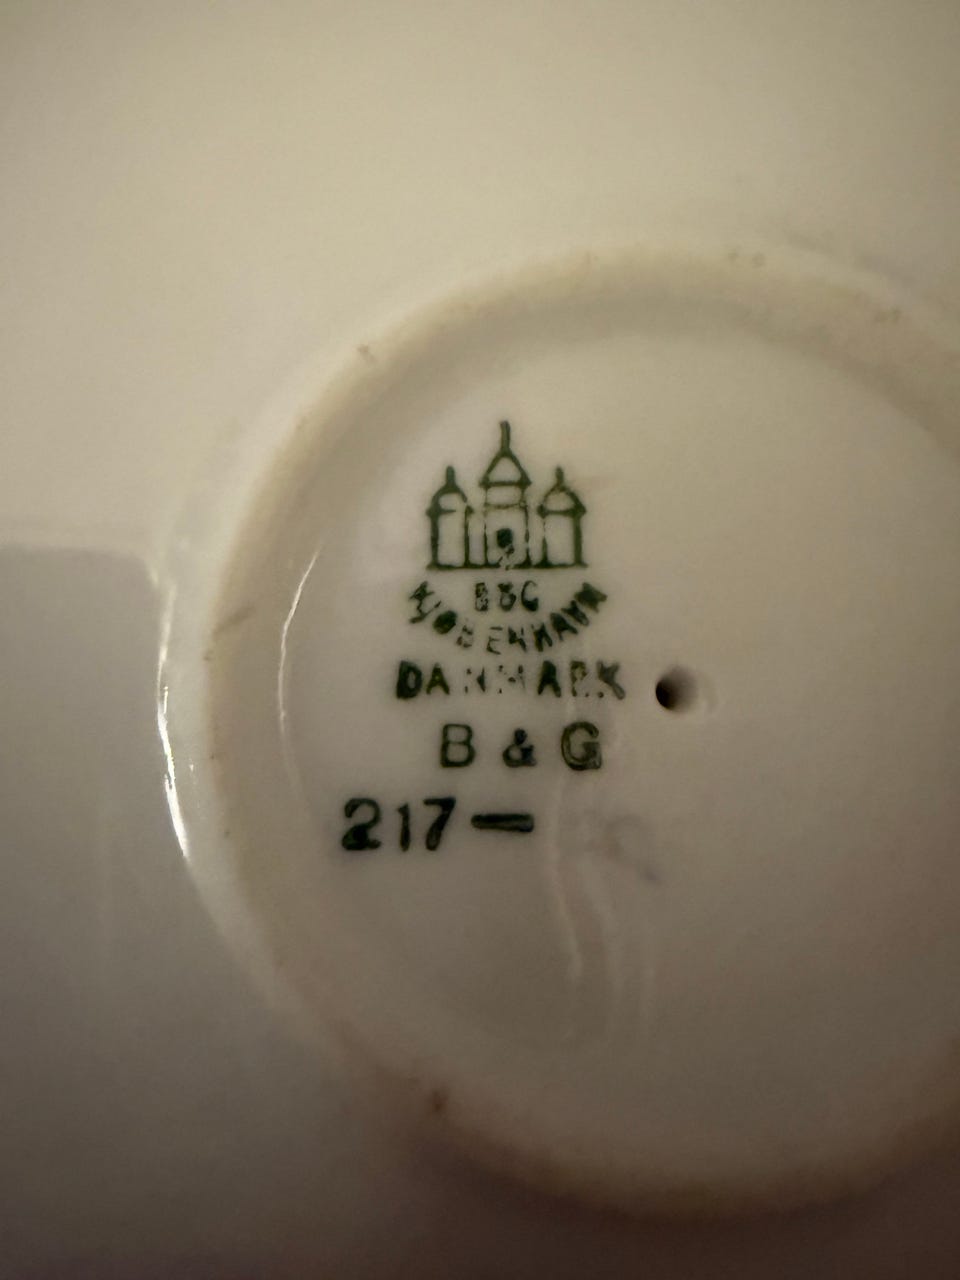 B&G
KJØBENHAVN
DANMARK
B & G
217—